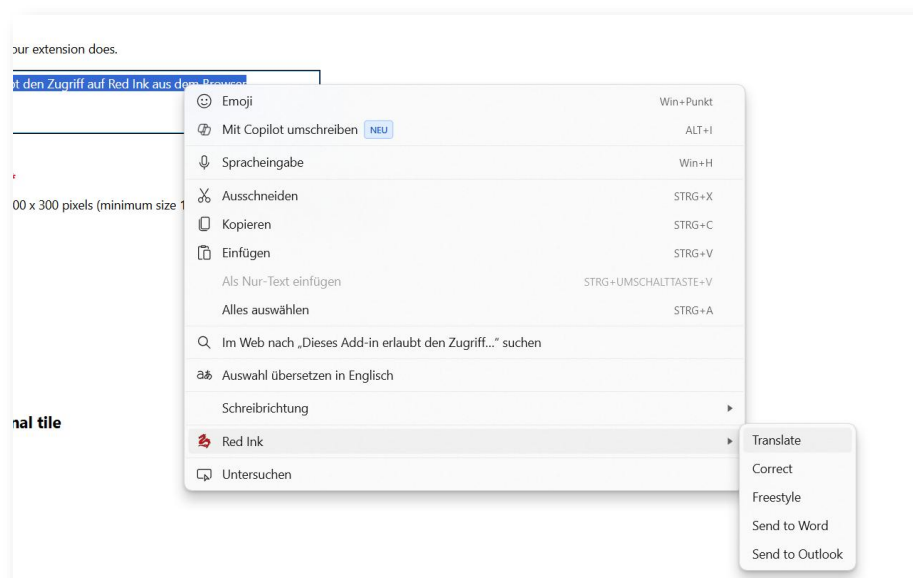 our extension does.
bt den Zugriff auf Red Ink aus dem Browser
Emoji Win+Punkt
Mit Copilot umschreiben NEU ALT+I
Spracheingabe Win+H
*
Ausschneiden STRG+X
00 x 300 pixels (minimum size 1
Kopieren STRG+C
Einfügen STRG+V
Als Nur-Text einfügen STRG+UMSCHALTTASTE+V
Alles auswählen STRG+A
Im Web nach „Dieses Add-in erlaubt den Zugriff...“ suchen
Auswahl übersetzen in Englisch
Schreibrichtung
nal tile
Red Ink
Untersuchen
Translate
Correct
Freestyle
Send to Word
Send to Outlook